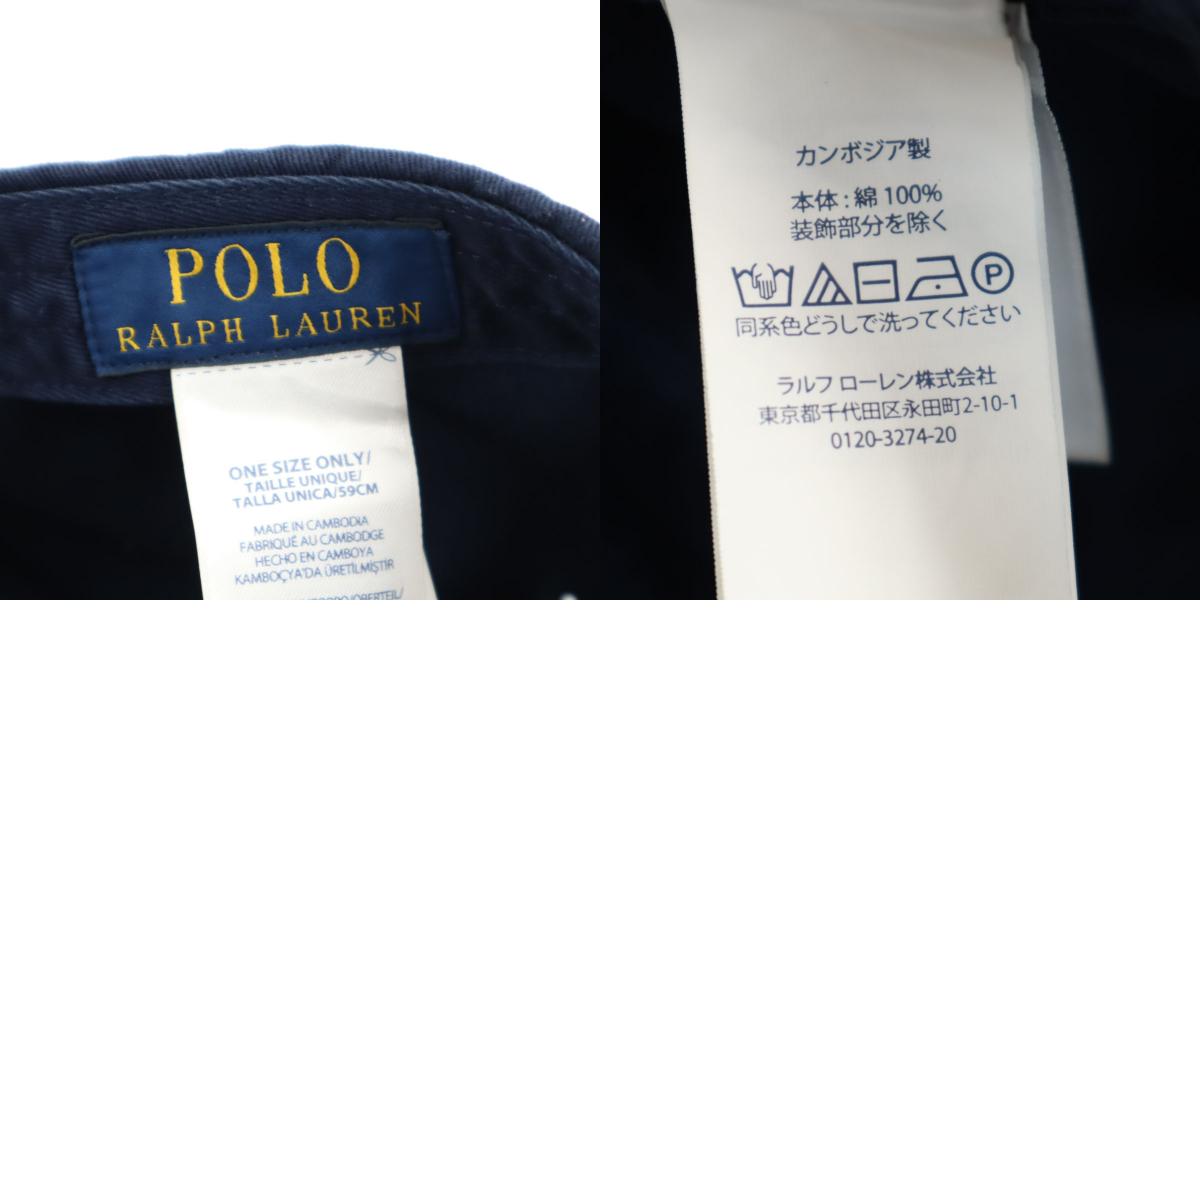 POLO
RALPH LAUREN
ONE SIZE ONLY/
TAILLE UNIQUE/
TALLA UNICA/59CM
MADE IN CAMBODIA
FABRIQUÉ AU CAMBODGE
HECHO EN CAMBOYA
KAMBOÇYA'DA ÜRETİLMİŞTİR
カンボジア製
本体 : 綿 100%
装飾部分を除く
P
同系色どうしで洗ってください
ラルフ ローレン株式会社
東京都千代田区永田町2-10-1
0120-3274-20